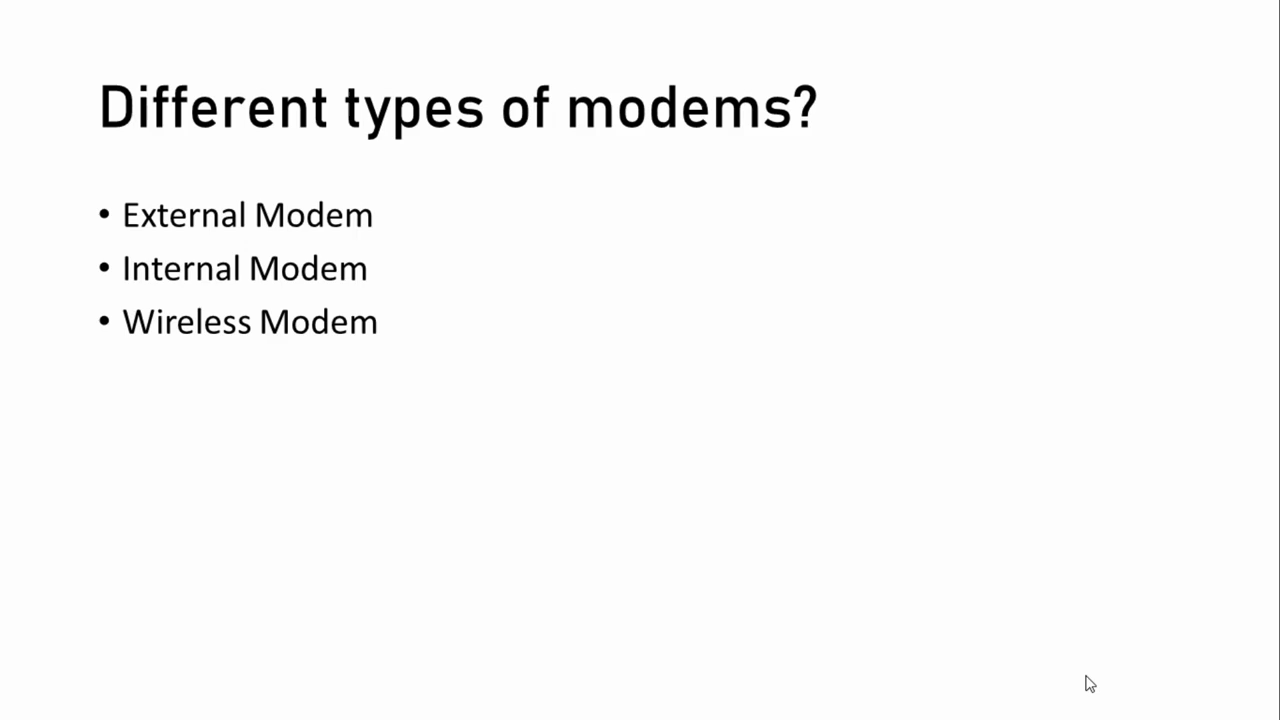 Different types of modems?
• External Modem
• Internal Modem
• Wireless Modem